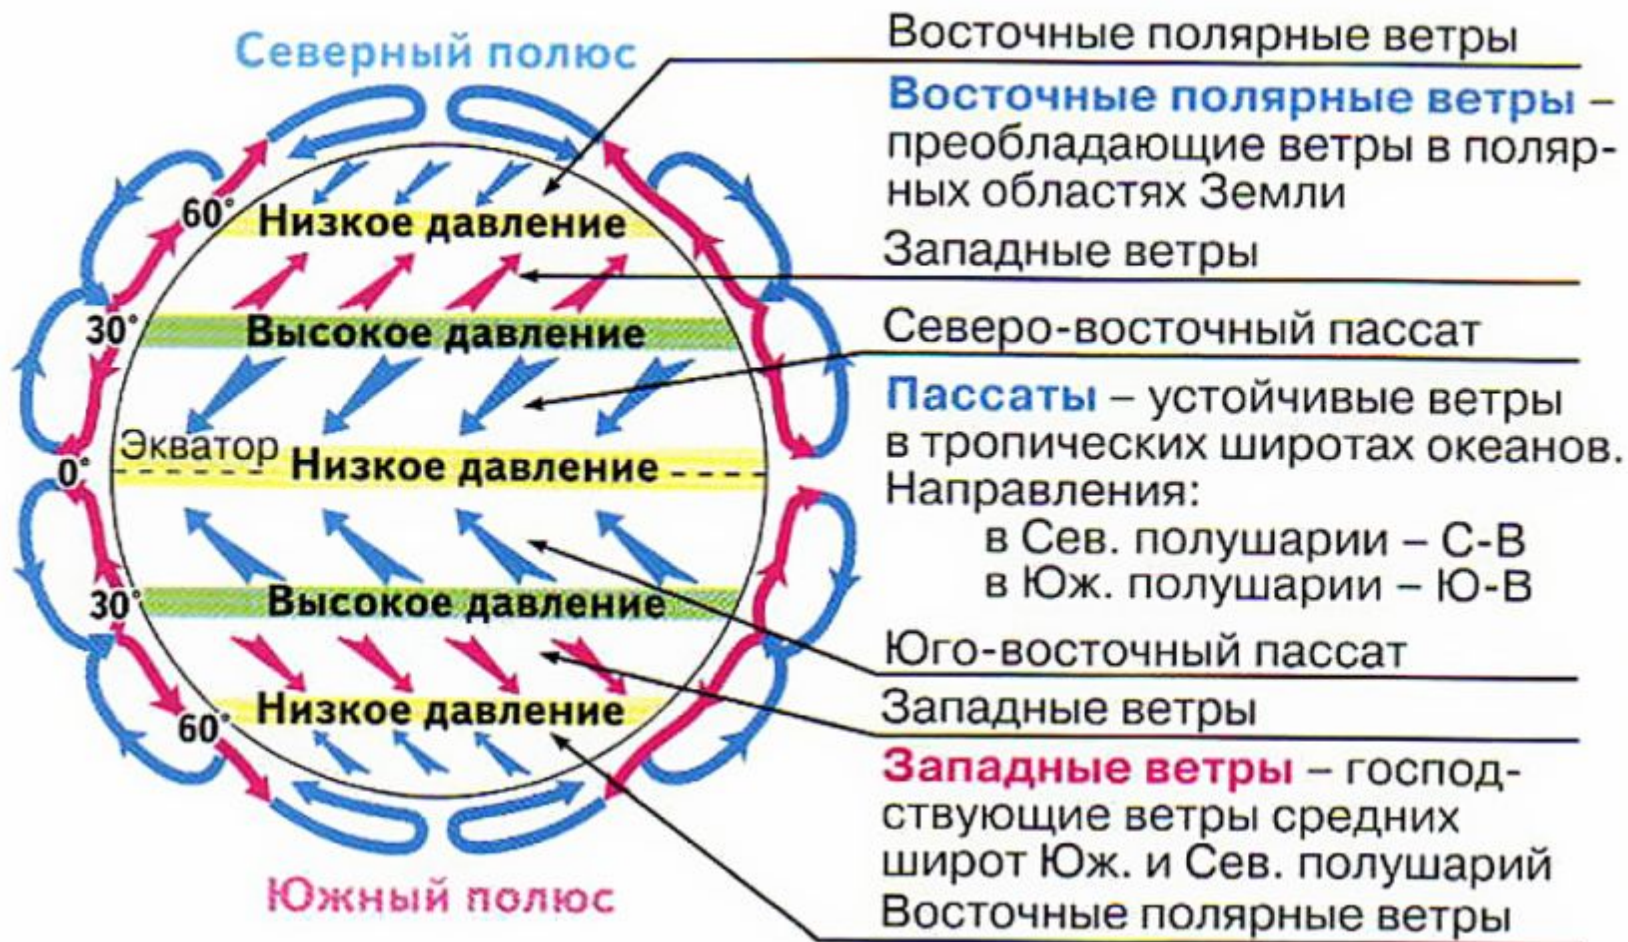 Северный полюс
60°
Низкое давление
30°
Высокое давление
Экватор
0°
Низкое давление
30°
Высокое давление
60°
Низкое давление
Южный полюс
Восточные полярные ветры
Восточные полярные ветры –
преобладающие ветры в поляр-
ных областях Земли
Западные ветры
Северо-восточный пассат
Пассаты – устойчивые ветры
в тропических широтах океанов.
Направления:
в Сев. полушарии – С-В
в Юж. полушарии – Ю-В
Юго-восточный пассат
Западные ветры
Западные ветры – господ-
ствующие ветры средних
широт Юж. и Сев. полушарий
Восточные полярные ветры